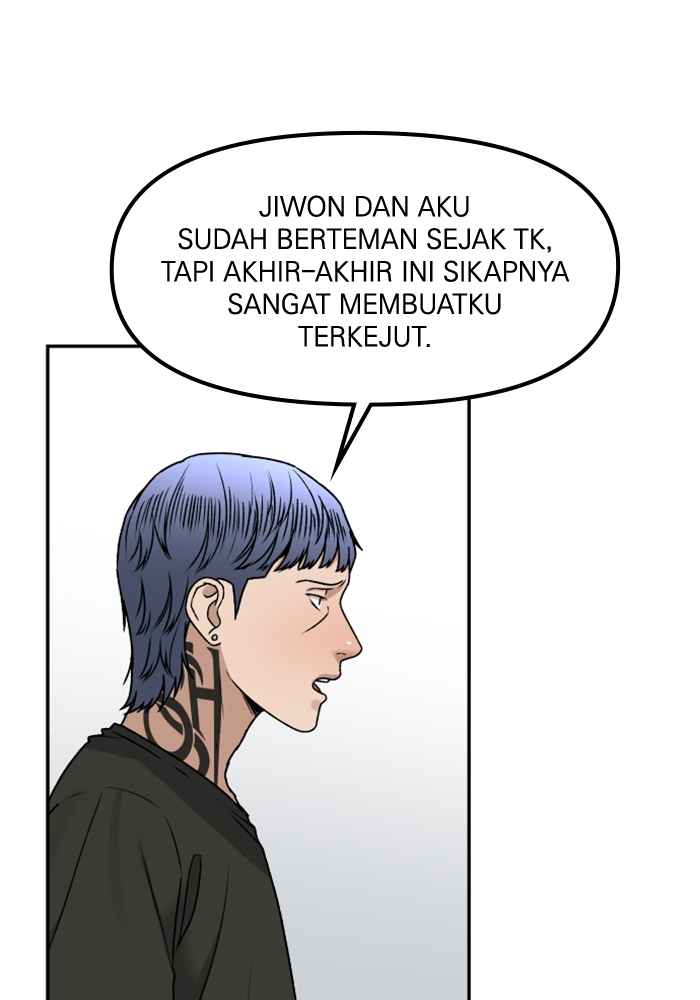 JIWON DAN AKU
SUDAH BERTEMAN SEJAK TK,
TAPI AKHIR-AKHIR INI SIKAPNYA
SANGAT MEMBUATKU
TERKEJUT.